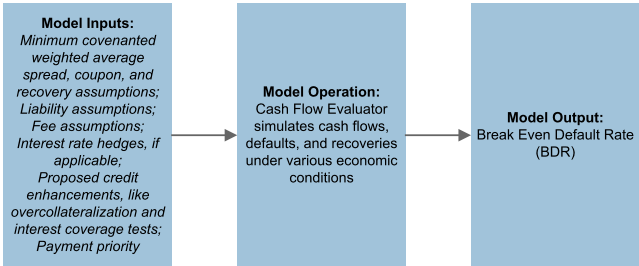 Model Inputs:
Minimum covenanted
weighted average
spread, coupon, and
recovery assumptions;
Liability assumptions;
Fee assumptions;
Interest rate hedges, if
applicable;
Proposed credit
enhancements, like
overcollateralization and
interest coverage tests;
Payment priority
Model Operation:
Cash Flow Evaluator
simulates cash flows,
defaults, and recoveries
under various economic
conditions
Model Output:
Break Even Default Rate
(BDR)